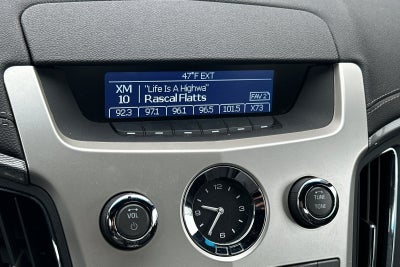 47°F EXT
XM "Life Is A Highwa"
10 Rascal Flatts FAV 2
92.3 97.1 96.1 96.5 101.5 X73
VOL
TUNE
TONE